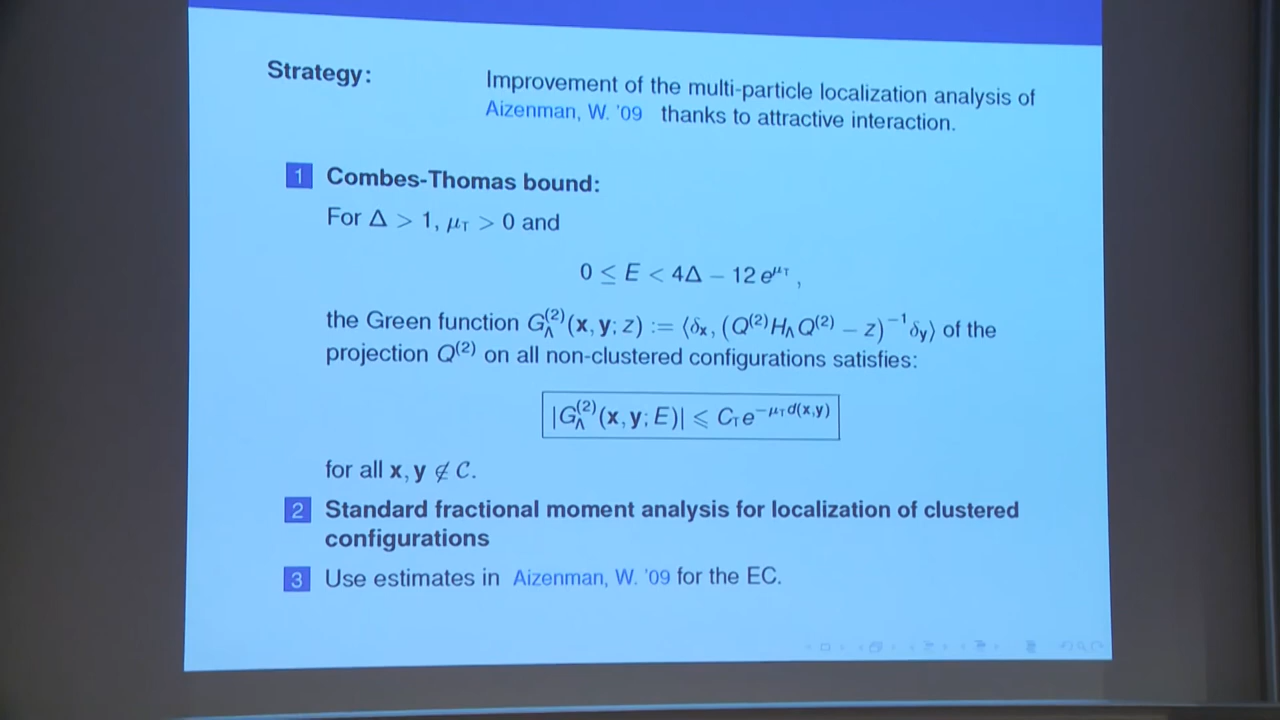 Strategy: Improvement of the multi-particle localization analysis of
Aizenman, W. '09 thanks to attractive interaction.
1 Combes-Thomas bound:
For Δ > 1, μ_T > 0 and
0 ≤ E < 4Δ – 12 e^{μ_T} ,
the Green function G_Λ^{(2)}(x, y; z) := ⟨δ_x, (Q^{(2)}H_ΛQ^{(2)} – z)^{-1} δ_y⟩ of the
projection Q^{(2)} on all non-clustered configurations satisfies:
|G_Λ^{(2)}(x, y; E)| ⩽ C_T e^{-μ_T d(x,y)}
for all x, y ∉ C.
2 Standard fractional moment analysis for localization of clustered
configurations
3 Use estimates in Aizenman, W. '09 for the EC.